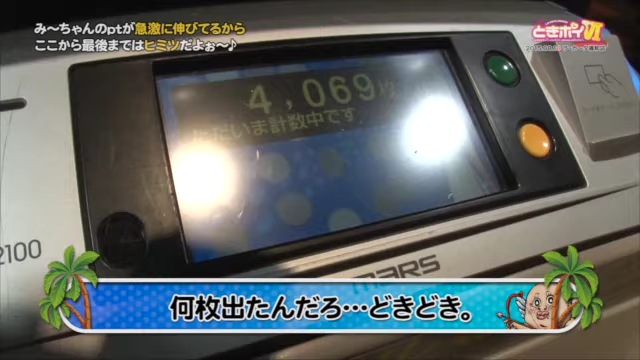 み〜ちゃんのptが急激に伸びてるから
ここから最後まではヒミツだよぉ〜♪
ときポイVI
4,069枚
ただいま計数中です
2100
MARS
何枚出たんだろ…どきどき。